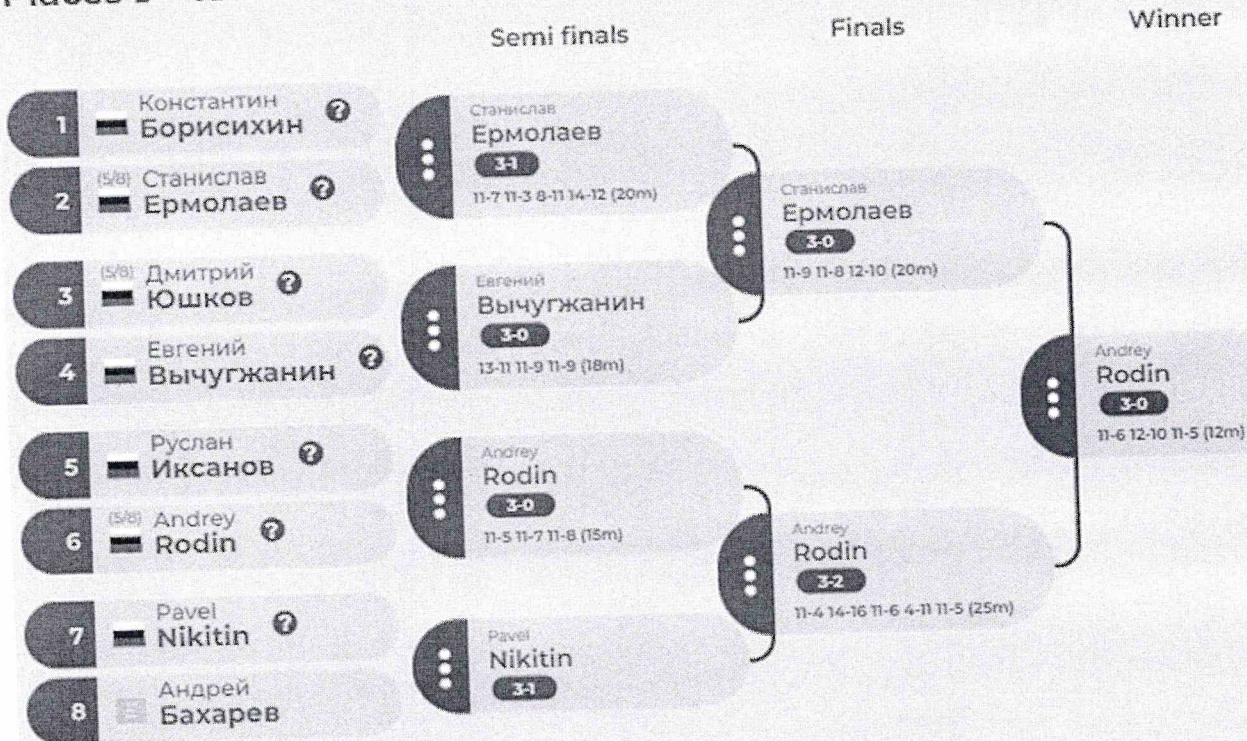 Semi finals
Finals
Winner
1
Константин
Борисихин
?
2
(5/8) Станислав
Ермолаев
?
3
(5/8) Дмитрий
Юшков
?
4
Евгений
Вычугжанин
?
5
Руслан
Иксанов
?
6
(5/8) Andrey
Rodin
?
7
Pavel
Nikitin
?
8
Андрей
Бахарев
Станислав
Ермолаев
3-1
11-7 11-3 8-11 14-12 (20m)
Евгений
Вычугжанин
3-0
13-11 11-9 11-9 (18m)
Andrey
Rodin
3-0
11-5 11-7 11-8 (15m)
Pavel
Nikitin
3-1
Станислав
Ермолаев
3-0
11-9 11-8 12-10 (20m)
Andrey
Rodin
3-2
11-4 14-16 11-6 4-11 11-5 (25m)
Andrey
Rodin
3-0
11-6 12-10 11-5 (12m)